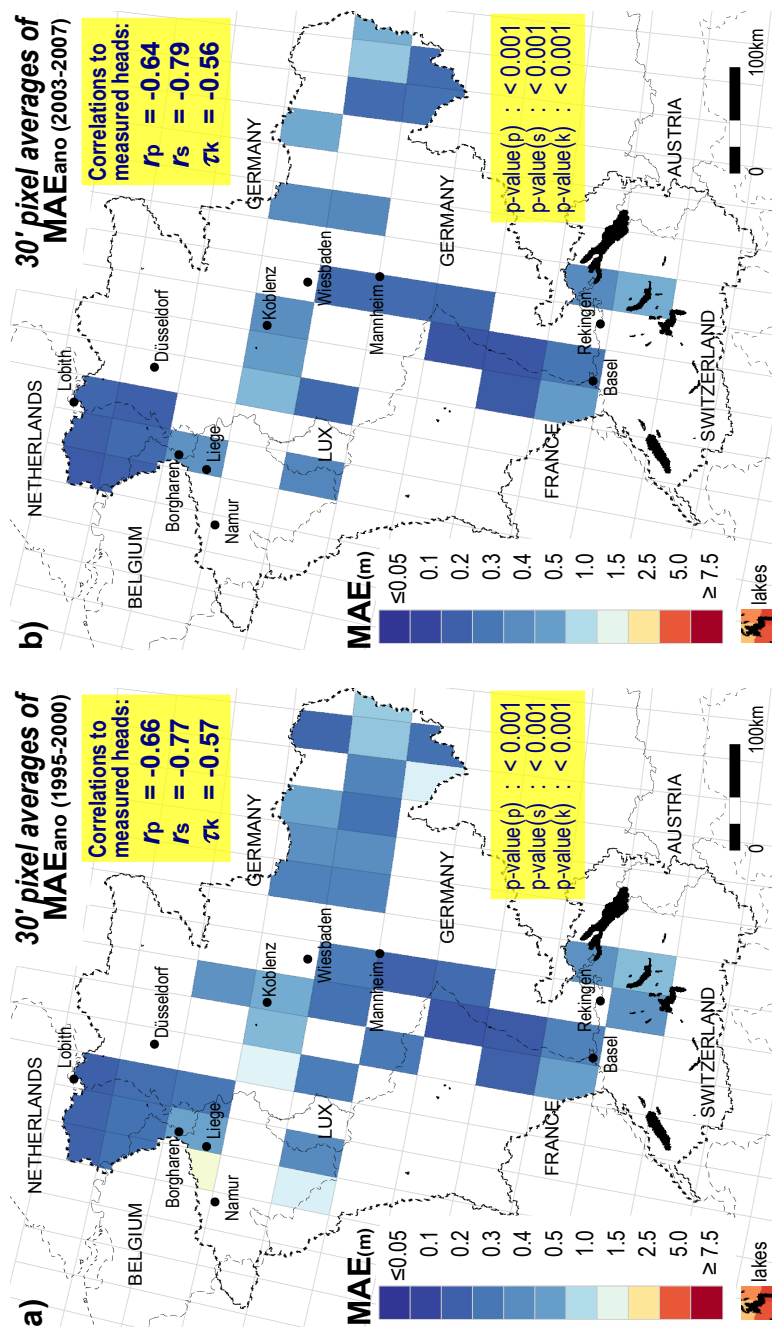 a)
30' pixel averages of
MAEano (1995-2000)
Correlations to
measured heads:
rp = -0.66
rs = -0.77
τk = -0.57
NETHERLANDS
Lobith
Düsseldorf
BELGIUM
Borgharen
Liege
Namur
GERMANY
Koblenz
Wiesbaden
LUX
Mannheim
GERMANY
FRANCE
Rekingen
Basel
SWITZERLAND
AUSTRIA
p-value(p) : < 0.001
p-value(s) : < 0.001
p-value(k) : < 0.001
MAE(m)
≤0.05
0.1
0.2
0.3
0.4
0.5
1.0
1.5
2.5
5.0
≥ 7.5
lakes
0 100km
b)
30' pixel averages of
MAEano (2003-2007)
Correlations to
measured heads:
rp = -0.64
rs = -0.79
τk = -0.56
NETHERLANDS
Lobith
Düsseldorf
BELGIUM
Borgharen
Liege
Namur
GERMANY
Koblenz
Wiesbaden
LUX
Mannheim
GERMANY
FRANCE
Rekingen
Basel
SWITZERLAND
AUSTRIA
p-value(p) : < 0.001
p-value(s) : < 0.001
p-value(k) : < 0.001
MAE(m)
≤0.05
0.1
0.2
0.3
0.4
0.5
1.0
1.5
2.5
5.0
≥ 7.5
lakes
0 100km